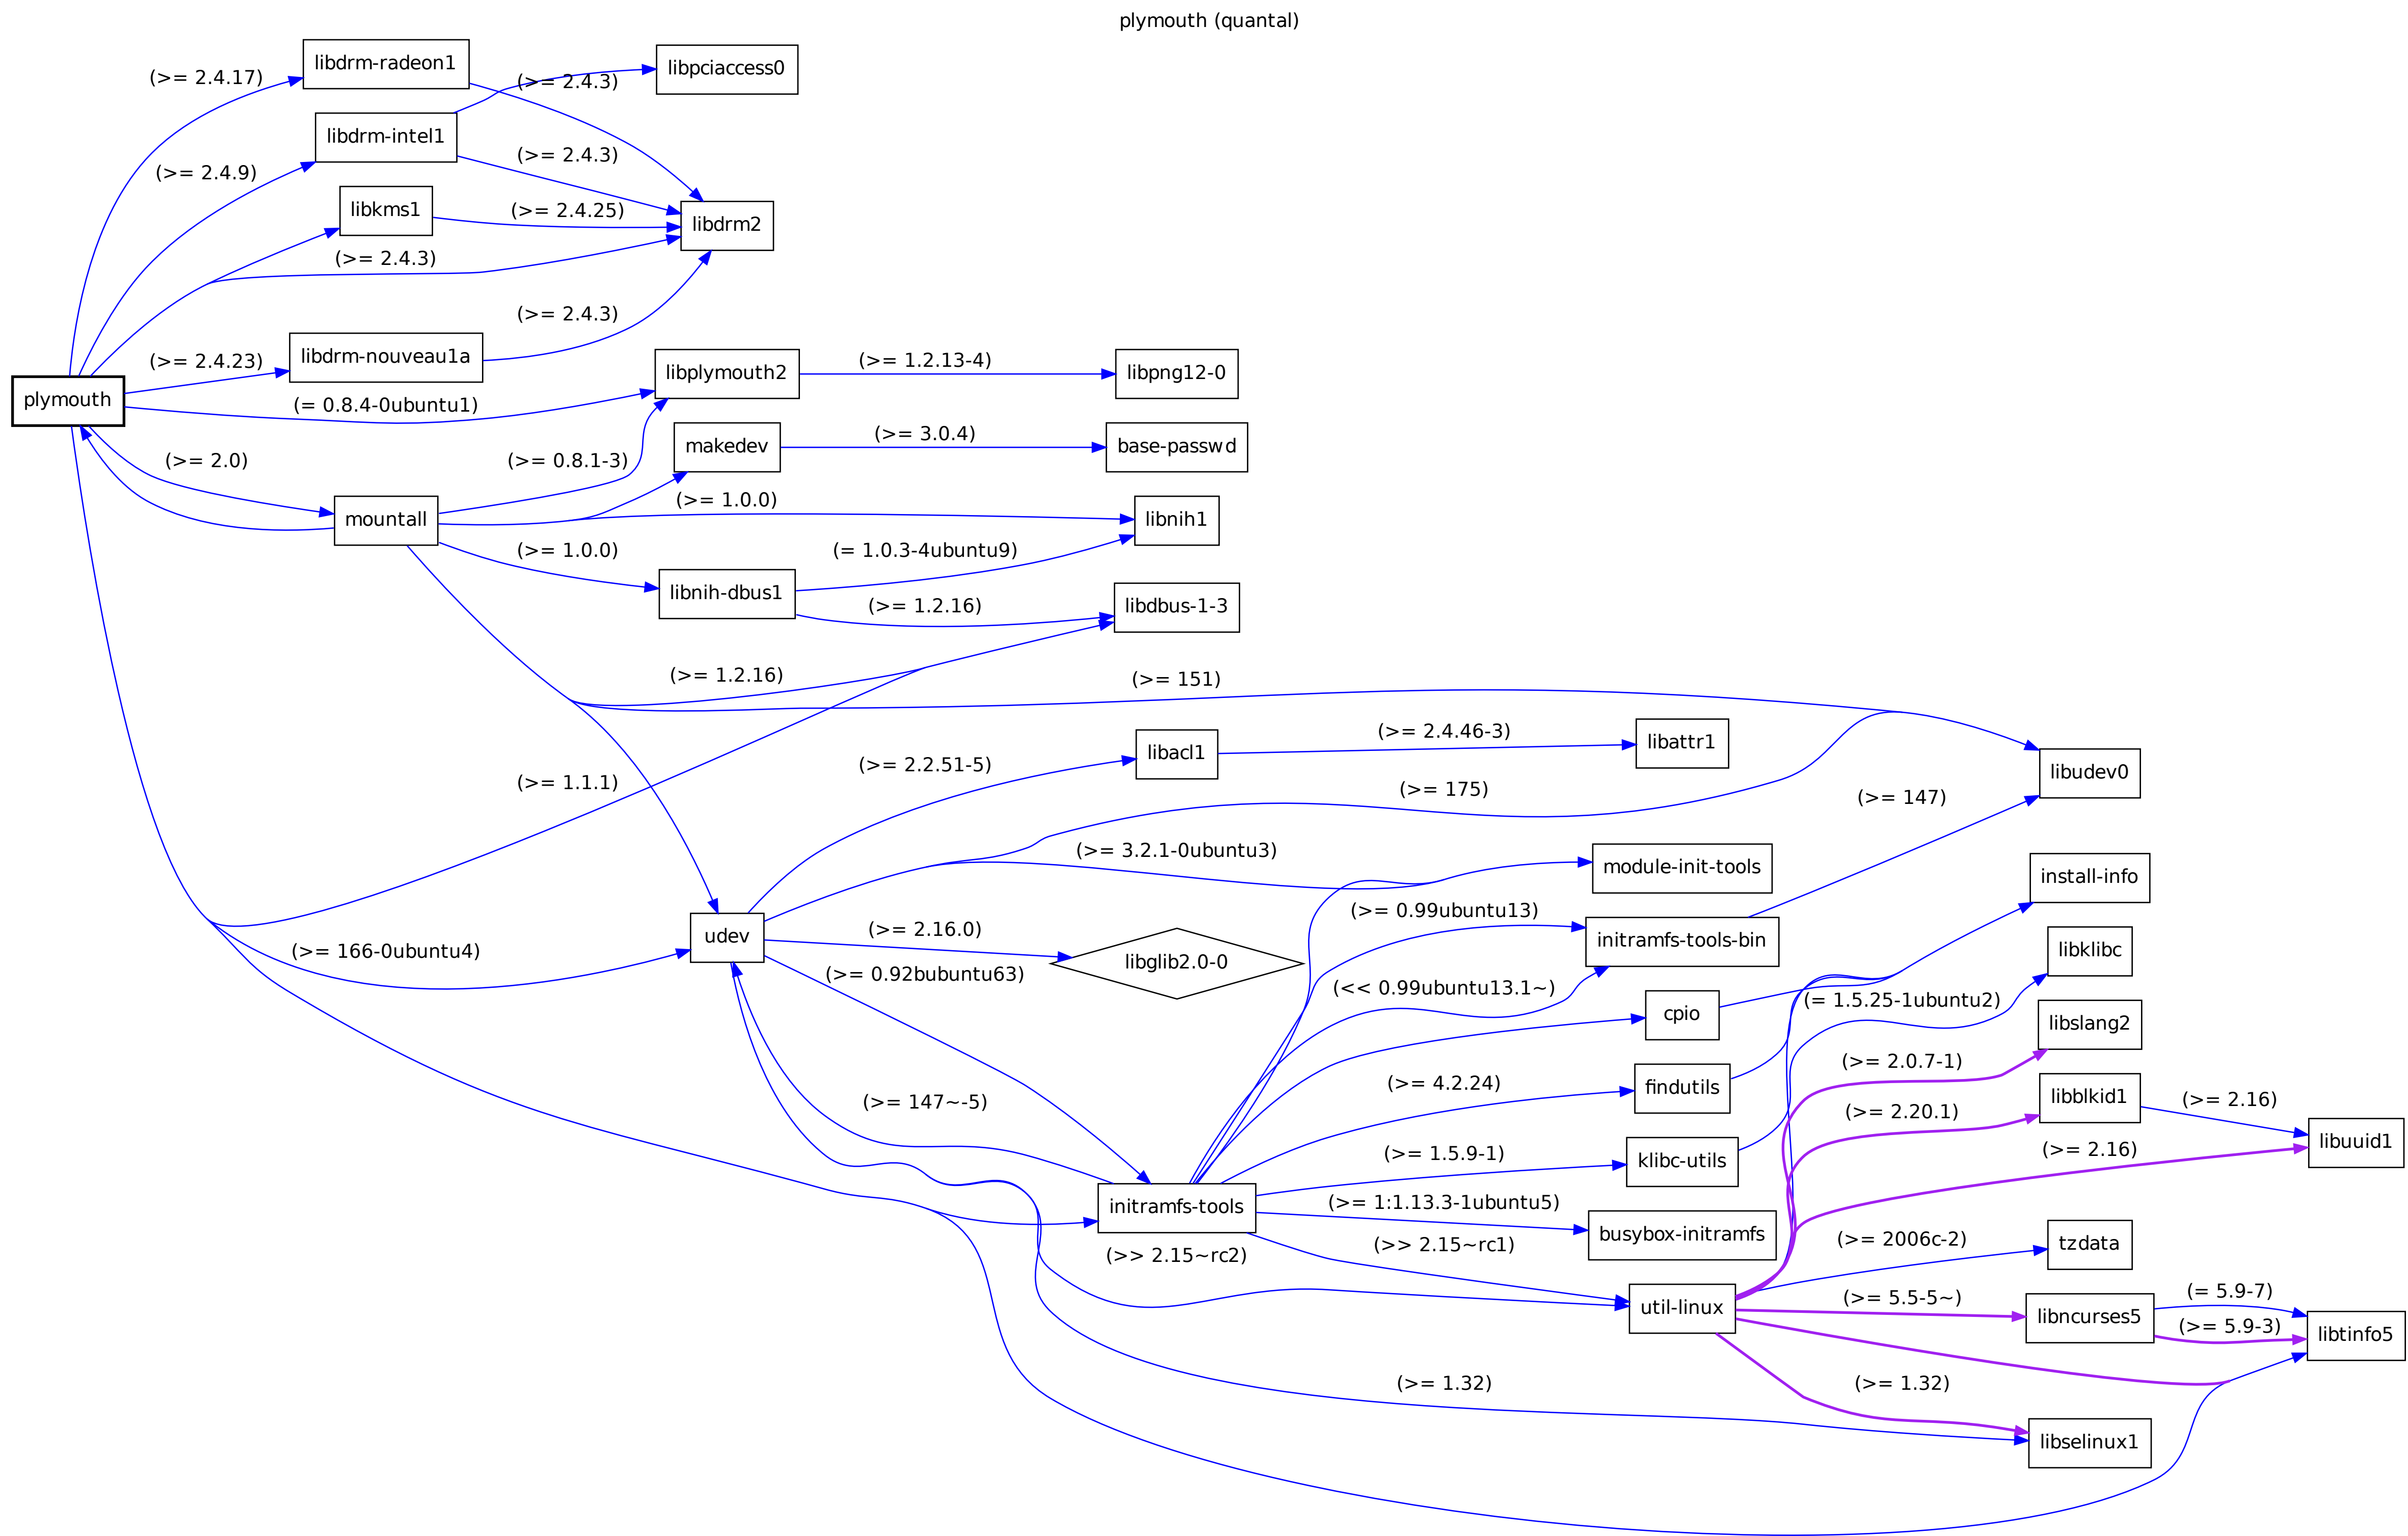 plymouth (quantal)
libdrm-radeon1
(>= 2.4.17)
(>= 2.4.3)
libpciaccess0
libdrm-intel1
(>= 2.4.9)
(>= 2.4.3)
libkms1
(>= 2.4.25)
libdrm2
(>= 2.4.3)
(>= 2.4.3)
(>= 2.4.23)
libdrm-nouveau1a
libplymouth2
(>= 1.2.13-4)
libpng12-0
plymouth
(= 0.8.4-0ubuntu1)
(>= 2.0)
(>= 0.8.1-3)
makedev
(>= 3.0.4)
base-passwd
mountall
(>= 1.0.0)
libnih1
(>= 1.0.0)
(= 1.0.3-4ubuntu9)
libnih-dbus1
(>= 1.2.16)
libdbus-1-3
(>= 1.2.16)
(>= 151)
(>= 1.1.1)
(>= 2.2.51-5)
libacl1
(>= 2.4.46-3)
libattr1
libudev0
(>= 175)
(>= 147)
(>= 3.2.1-0ubuntu3)
module-init-tools
install-info
(>= 166-0ubuntu4)
udev
(>= 2.16.0)
libglib2.0-0
(>= 0.99ubuntu13)
initramfs-tools-bin
libklibc
(>= 0.92bubuntu63)
(<< 0.99ubuntu13.1~)
cpio
(= 1.5.25-1ubuntu2)
libslang2
(>= 147~-5)
(>= 4.2.24)
findutils
(>= 2.0.7-1)
(>= 2.20.1)
libblkid1
(>= 2.16)
libuuid1
(>= 1.5.9-1)
klibc-utils
(>= 2.16)
initramfs-tools
(>= 1:1.13.3-1ubuntu5)
busybox-initramfs
(>= 2006c-2)
tzdata
(>> 2.15~rc2)
(>> 2.15~rc1)
util-linux
(>= 5.5-5~)
libncurses5
(= 5.9-7)
(>= 5.9-3)
libtinfo5
(>= 1.32)
(>= 1.32)
libselinux1